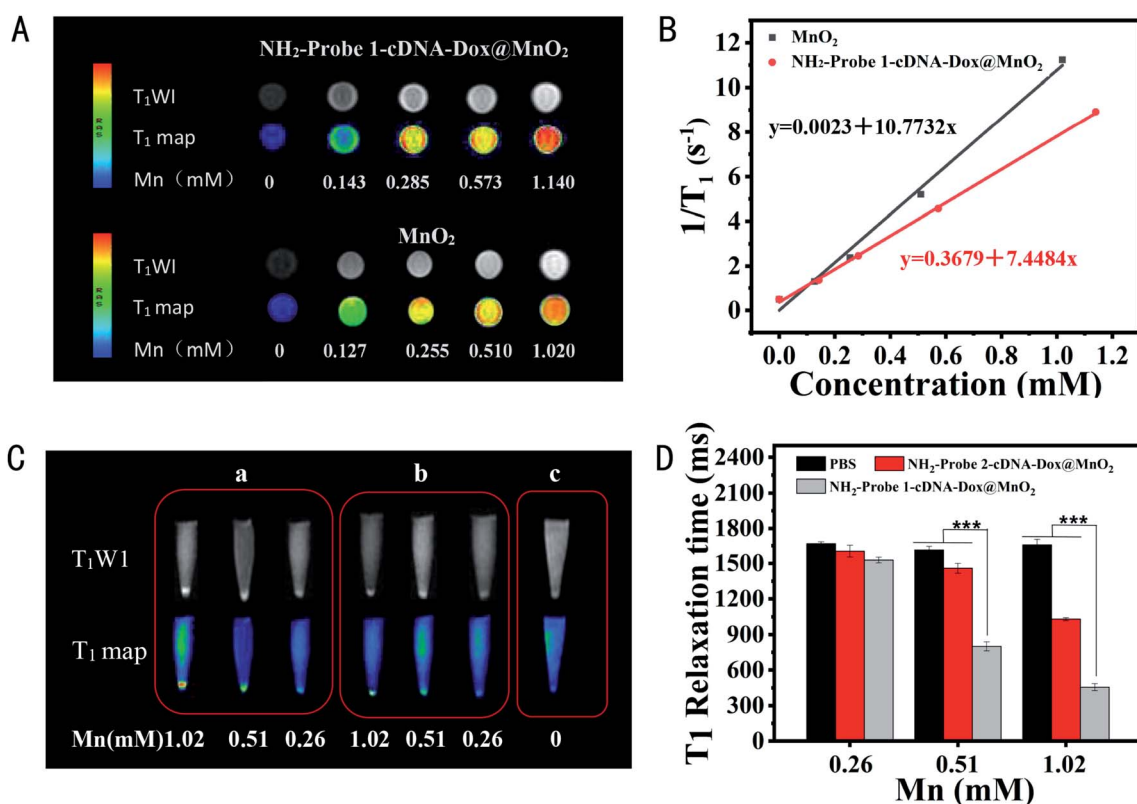 A
NH₂-Probe 1-cDNA-Dox@MnO₂
T₁WI
T₁ map
Mn（mM） 0 0.143 0.285 0.573 1.140
MnO₂
T₁WI
T₁ map
Mn（mM） 0 0.127 0.255 0.510 1.020
B
12
10
8
6
4
2
0
1/T₁ (s⁻¹)
MnO₂
NH₂-Probe 1-cDNA-Dox@MnO₂
y=0.0023+10.7732x
y=0.3679+7.4484x
0.0 0.2 0.4 0.6 0.8 1.0 1.2
Concentration (mM)
C
a b c
T₁W1
T₁ map
Mn(mM) 1.02 0.51 0.26 1.02 0.51 0.26 0
D
T1 Relaxation time (ms)
2400
2100
1800
1500
1200
900
600
300
PBS NH₂-Probe 2-cDNA-Dox@MnO₂
NH₂-Probe 1-cDNA-Dox@MnO₂
*** ***
0.26 0.51 1.02
Mn (mM)